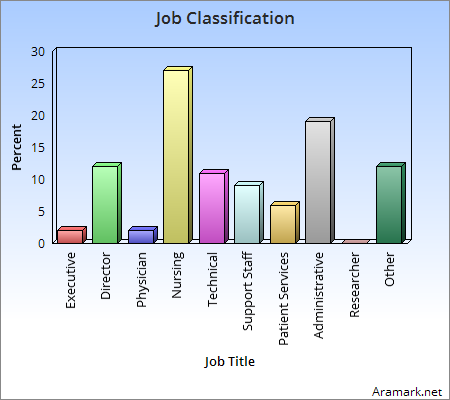 Job Classification
Percent
30
25
20
15
10
5
0
Executive
Director
Physician
Nursing
Technical
Support Staff
Patient Services
Administrative
Researcher
Other
Job Title
Aramark.net